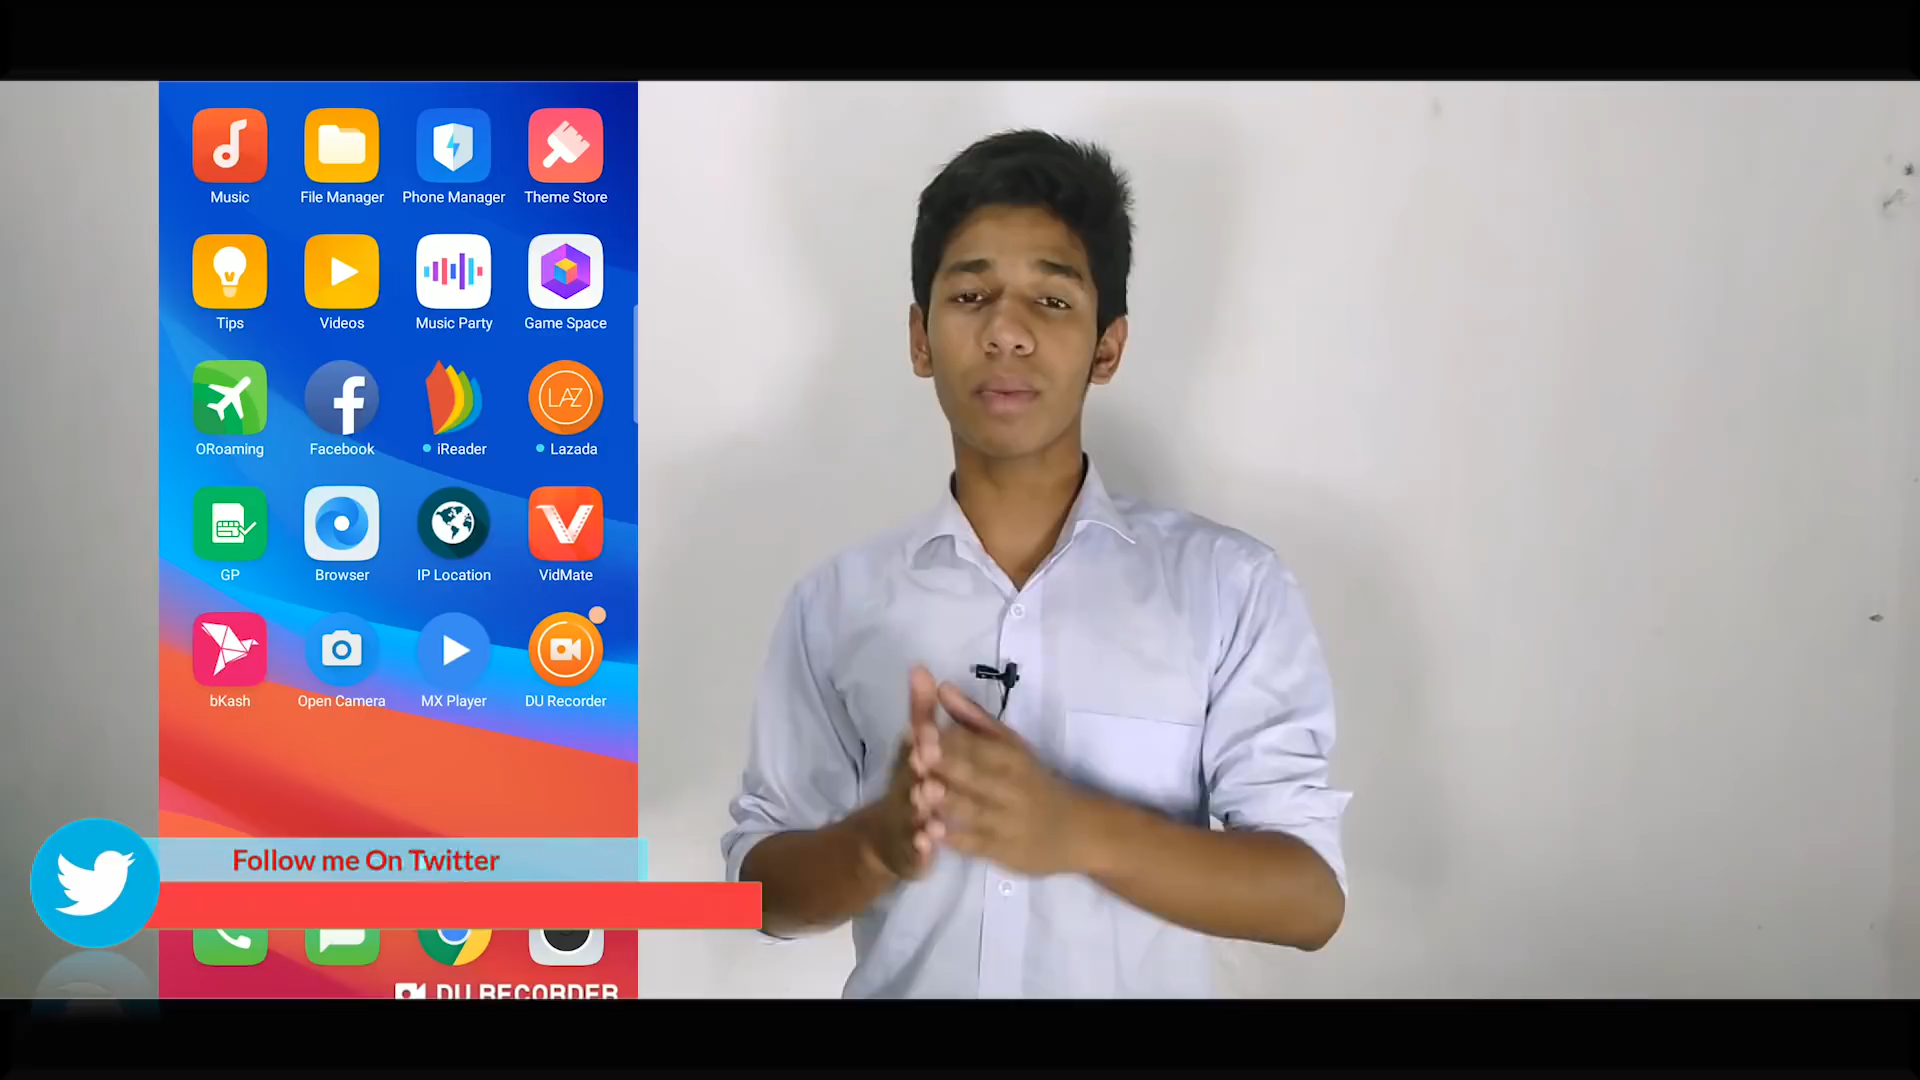 Music
File Manager
Phone Manager
Theme Store
Tips
Videos
Music Party
Game Space
ORoaming
Facebook
iReader
LAZ
Lazada
GP
Browser
IP Location
VidMate
bKash
Open Camera
MX Player
DU Recorder
Follow me On Twitter
DU RECORDER